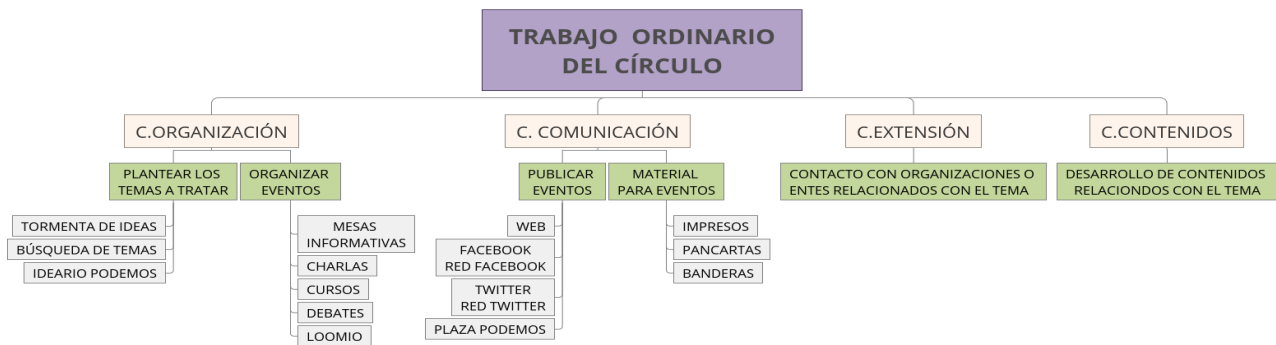 TRABAJO ORDINARIO
DEL CÍRCULO
C.ORGANIZACIÓN
PLANTEAR LOS
TEMAS A TRATAR
TORMENTA DE IDEAS
BÚSQUEDA DE TEMAS
IDEARIO PODEMOS
ORGANIZAR
EVENTOS
MESAS
INFORMATIVAS
CHARLAS
CURSOS
DEBATES
LOOMIO
C. COMUNICACIÓN
PUBLICAR
EVENTOS
WEB
FACEBOOK
RED FACEBOOK
TWITTER
RED TWITTER
PLAZA PODEMOS
MATERIAL
PARA EVENTOS
IMPRESOS
PANCARTAS
BANDERAS
C.EXTENSIÓN
CONTACTO CON ORGANIZACIONES O
ENTES RELACIONADOS CON EL TEMA
C.CONTENIDOS
DESARROLLO DE CONTENIDOS
RELACIONDOS CON EL TEMA